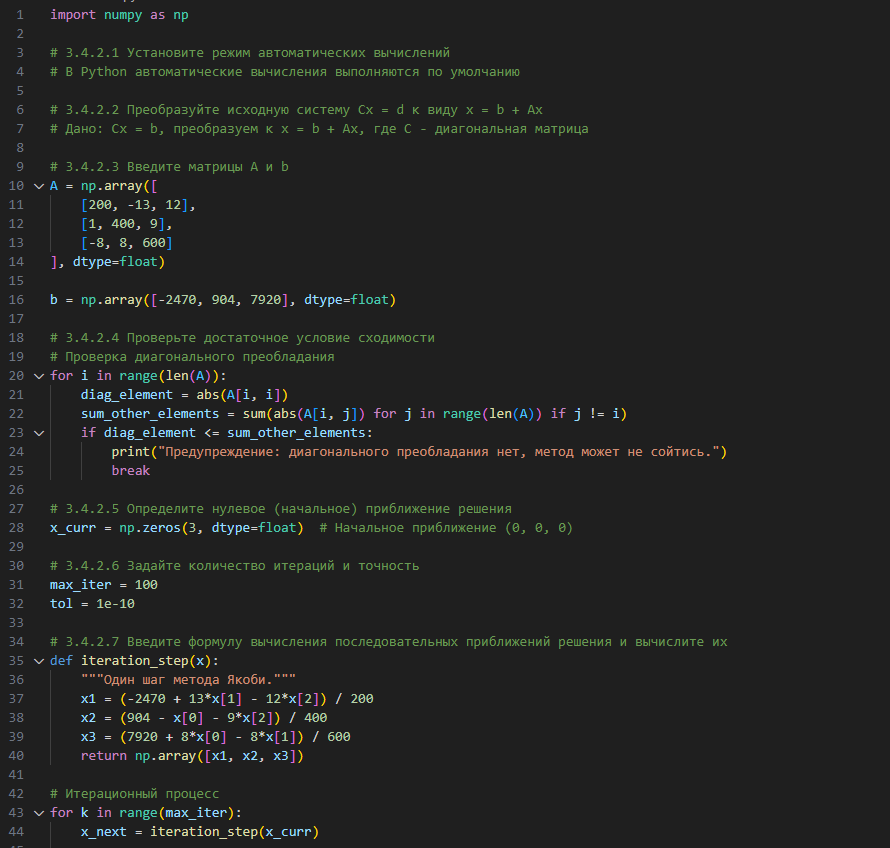 1 import numpy as np
2
3 # 3.4.2.1 Установите режим автоматических вычислений
4 # В Python автоматические вычисления выполняются по умолчанию
5
6 # 3.4.2.2 Преобразуйте исходную систему Cx = d к виду x = b + Ax
7 # Дано: Cx = b, преобразуем к x = b + Ax, где C - диагональная матрица
8
9 # 3.4.2.3 Введите матрицы A и b
10 A = np.array([
11     [200, -13, 12],
12     [1, 400, 9],
13     [-8, 8, 600]
14 ], dtype=float)
15
16 b = np.array([-2470, 904, 7920], dtype=float)
17
18 # 3.4.2.4 Проверьте достаточное условие сходимости
19 # Проверка диагонального преобладания
20 for i in range(len(A)):
21     diag_element = abs(A[i, i])
22     sum_other_elements = sum(abs(A[i, j]) for j in range(len(A)) if j != i)
23     if diag_element <= sum_other_elements:
24         print("Предупреждение: диагонального преобладания нет, метод может не сойтись.")
25         break
26
27 # 3.4.2.5 Определите нулевое (начальное) приближение решения
28 x_curr = np.zeros(3, dtype=float)  # Начальное приближение (0, 0, 0)
29
30 # 3.4.2.6 Задайте количество итераций и точность
31 max_iter = 100
32 tol = 1e-10
33
34 # 3.4.2.7 Введите формулу вычисления последовательных приближений решения и вычислите их
35 def iteration_step(x):
36     """Один шаг метода Якоби."""
37     x1 = (-2470 + 13*x[1] - 12*x[2]) / 200
38     x2 = (904 - x[0] - 9*x[2]) / 400
39     x3 = (7920 + 8*x[0] - 8*x[1]) / 600
40     return np.array([x1, x2, x3])
41
42 # Итерационный процесс
43 for k in range(max_iter):
44     x_next = iteration_step(x_curr)